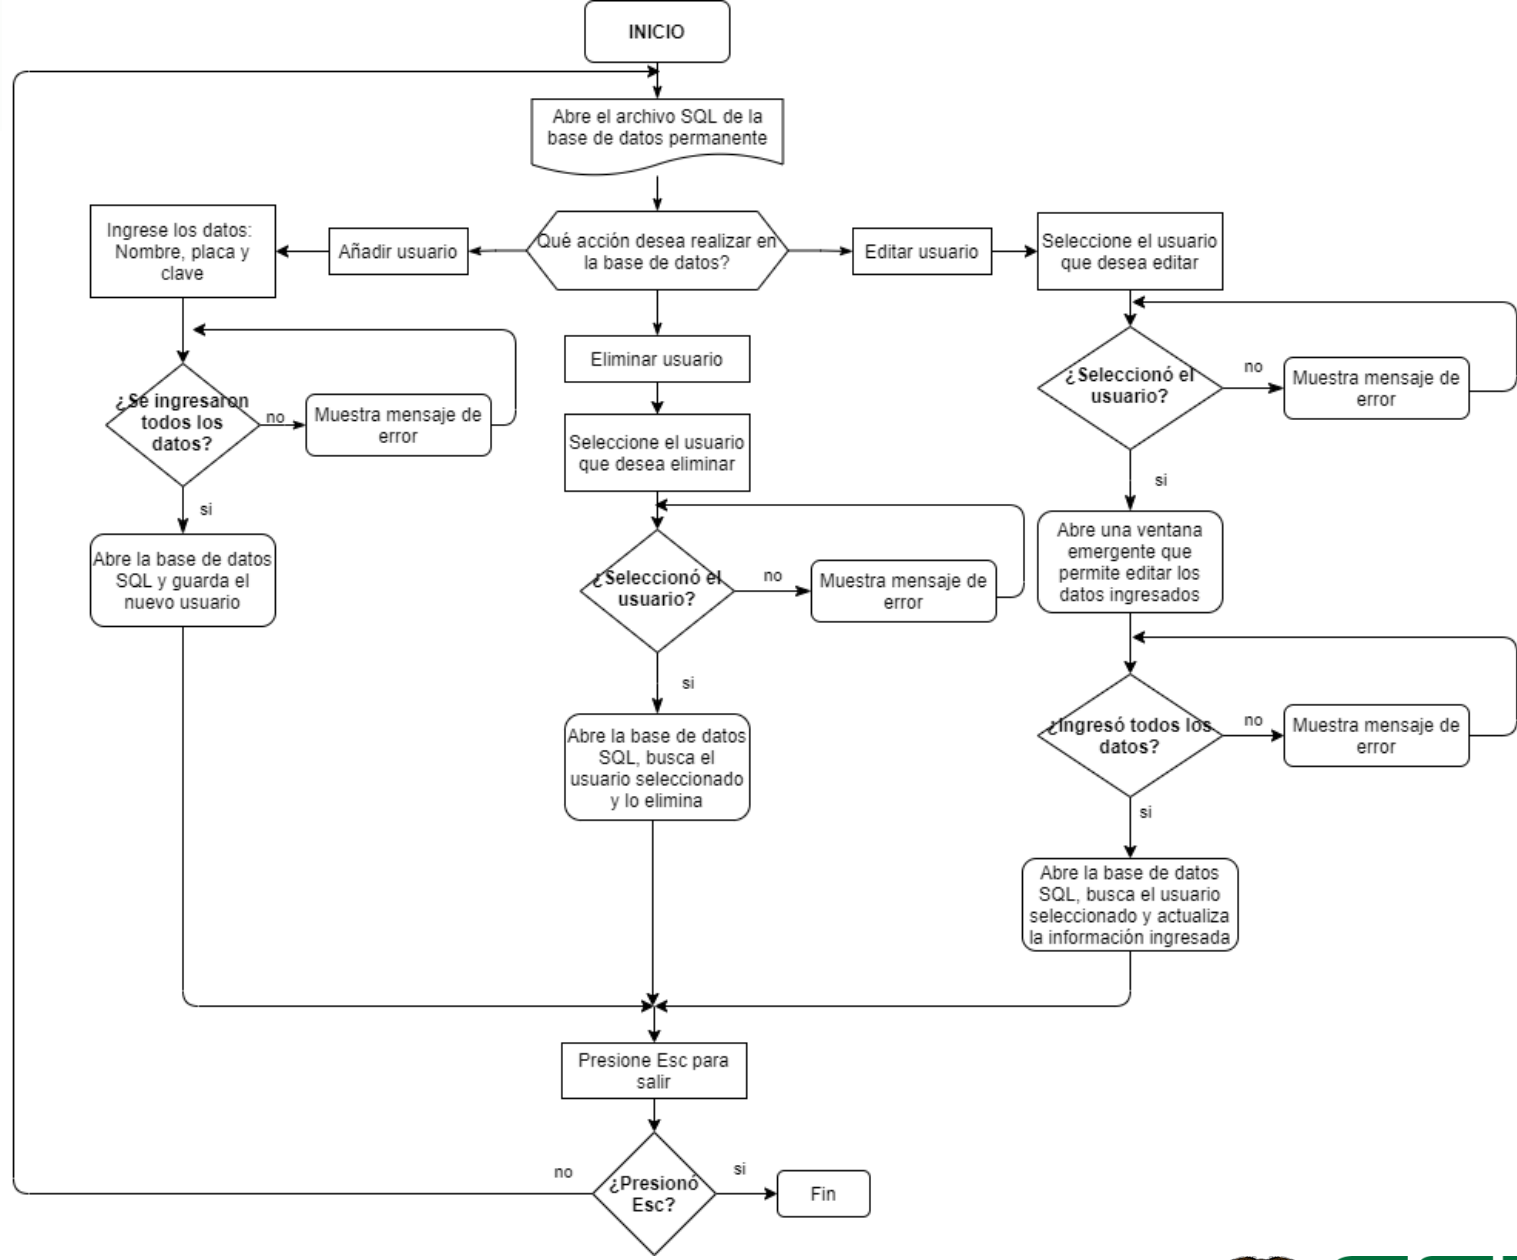 INICIO
Abre el archivo SQL de la
base de datos permanente
Qué acción desea realizar en
la base de datos?
Añadir usuario
Ingrese los datos:
Nombre, placa y
clave
¿Se ingresaron
todos los
datos?
no
Muestra mensaje de
error
si
Abre la base de datos
SQL y guarda el
nuevo usuario
Eliminar usuario
Seleccione el usuario
que desea eliminar
¿Seleccionó el
usuario?
no
Muestra mensaje de
error
si
Abre la base de datos
SQL, busca el
usuario seleccionado
y lo elimina
Editar usuario
Seleccione el usuario
que desea editar
¿Seleccionó el
usuario?
no
Muestra mensaje de
error
si
Abre una ventana
emergente que
permite editar los
datos ingresados
¿Ingresó todos los
datos?
no
Muestra mensaje de
error
si
Abre la base de datos
SQL, busca el usuario
seleccionado y actualiza
la información ingresada
Presione Esc para
salir
¿Presionó
Esc?
no
si
Fin